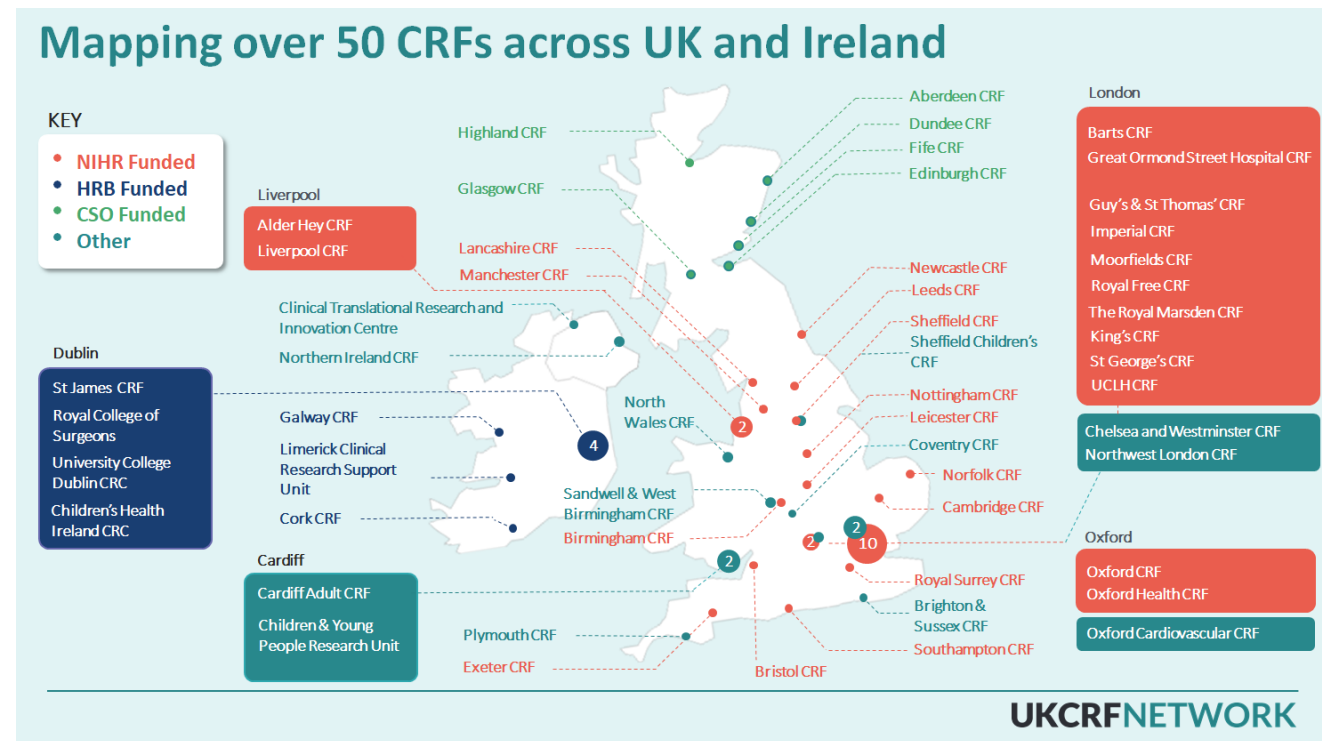 Mapping over 50 CRFs across UK and Ireland
KEY
NIHR Funded
HRB Funded
CSO Funded
Other
Liverpool
Alder Hey CRF
Liverpool CRF
Highland CRF
Glasgow CRF
Lancashire CRF
Manchester CRF
Clinical Translational Research and
Innovation Centre
Northern Ireland CRF
Dublin
St James CRF
Royal College of
Surgeons
University College
Dublin CRC
Children's Health
Ireland CRC
Galway CRF
Limerick Clinical
Research Support
Unit
Cork CRF
Cardiff
Cardiff Adult CRF
Children & Young
People Research Unit
North
Wales CRF
Sandwell & West
Birmingham CRF
Birmingham CRF
Plymouth CRF
Exeter CRF
4
2
2
2
2
10
Aberdeen CRF
Dundee CRF
Fife CRF
Edinburgh CRF
Newcastle CRF
Leeds CRF
Sheffield CRF
Sheffield Children's
CRF
Nottingham CRF
Leicester CRF
Coventry CRF
Norfolk CRF
Cambridge CRF
Royal Surrey CRF
Brighton &
Sussex CRF
Southampton CRF
Bristol CRF
London
Barts CRF
Great Ormond Street Hospital CRF
Guy's & St Thomas' CRF
Imperial CRF
Moorfields CRF
Royal Free CRF
The Royal Marsden CRF
King's CRF
St George's CRF
UCLH CRF
Chelsea and Westminster CRF
Northwest London CRF
Oxford
Oxford CRF
Oxford Health CRF
Oxford Cardiovascular CRF
UKCRFNETWORK